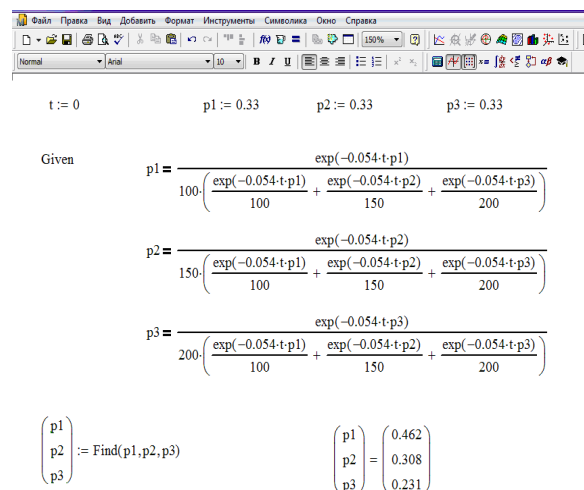 Файл Правка Вид Добавить Формат Инструменты Символика Окно Справка
150%
Normal Arial 10 B I U
t := 0 p1 := 0.33 p2 := 0.33 p3 := 0.33
Given
p1 = exp(−0.054·t·p1) / 100·(exp(−0.054·t·p1)/100 + exp(−0.054·t·p2)/150 + exp(−0.054·t·p3)/200)
p2 = exp(−0.054·t·p2) / 150·(exp(−0.054·t·p1)/100 + exp(−0.054·t·p2)/150 + exp(−0.054·t·p3)/200)
p3 = exp(−0.054·t·p3) / 200·(exp(−0.054·t·p1)/100 + exp(−0.054·t·p2)/150 + exp(−0.054·t·p3)/200)
p1 p1 0.462
p2 := Find(p1,p2,p3) p2 = 0.308
p3 p3 0.231